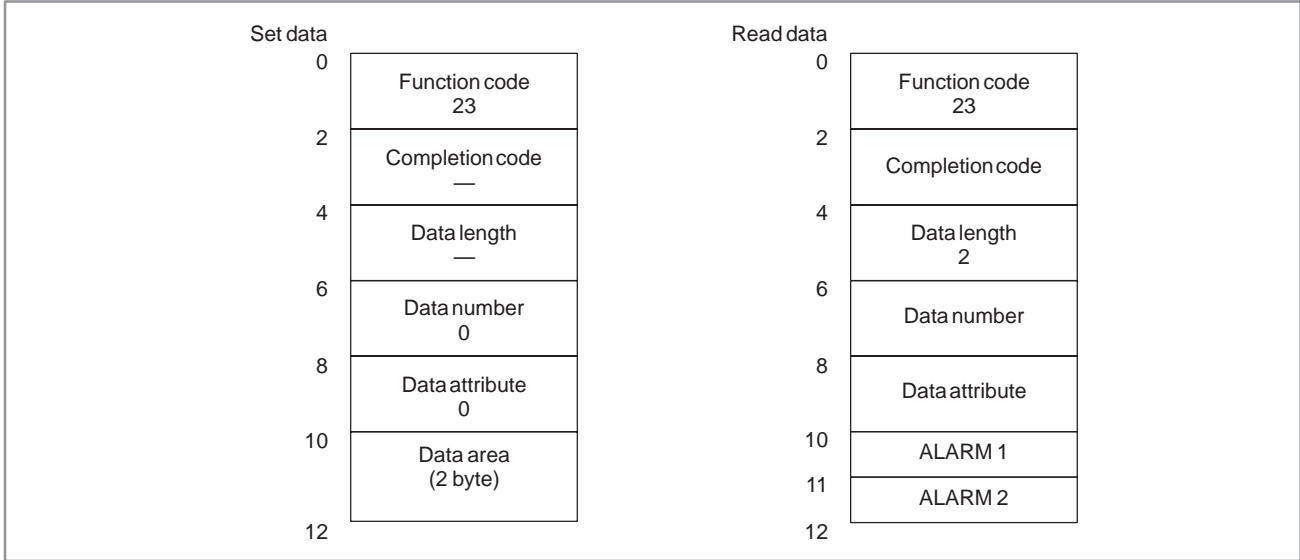 Set data
0
Function code
23
2
Completion code
—
4
Data length
—
6
Data number
0
8
Data attribute
0
10
Data area
(2 byte)
12
Read data
0
Function code
23
2
Completion code
4
Data length
2
6
Data number
8
Data attribute
10
ALARM 1
11
ALARM 2
12